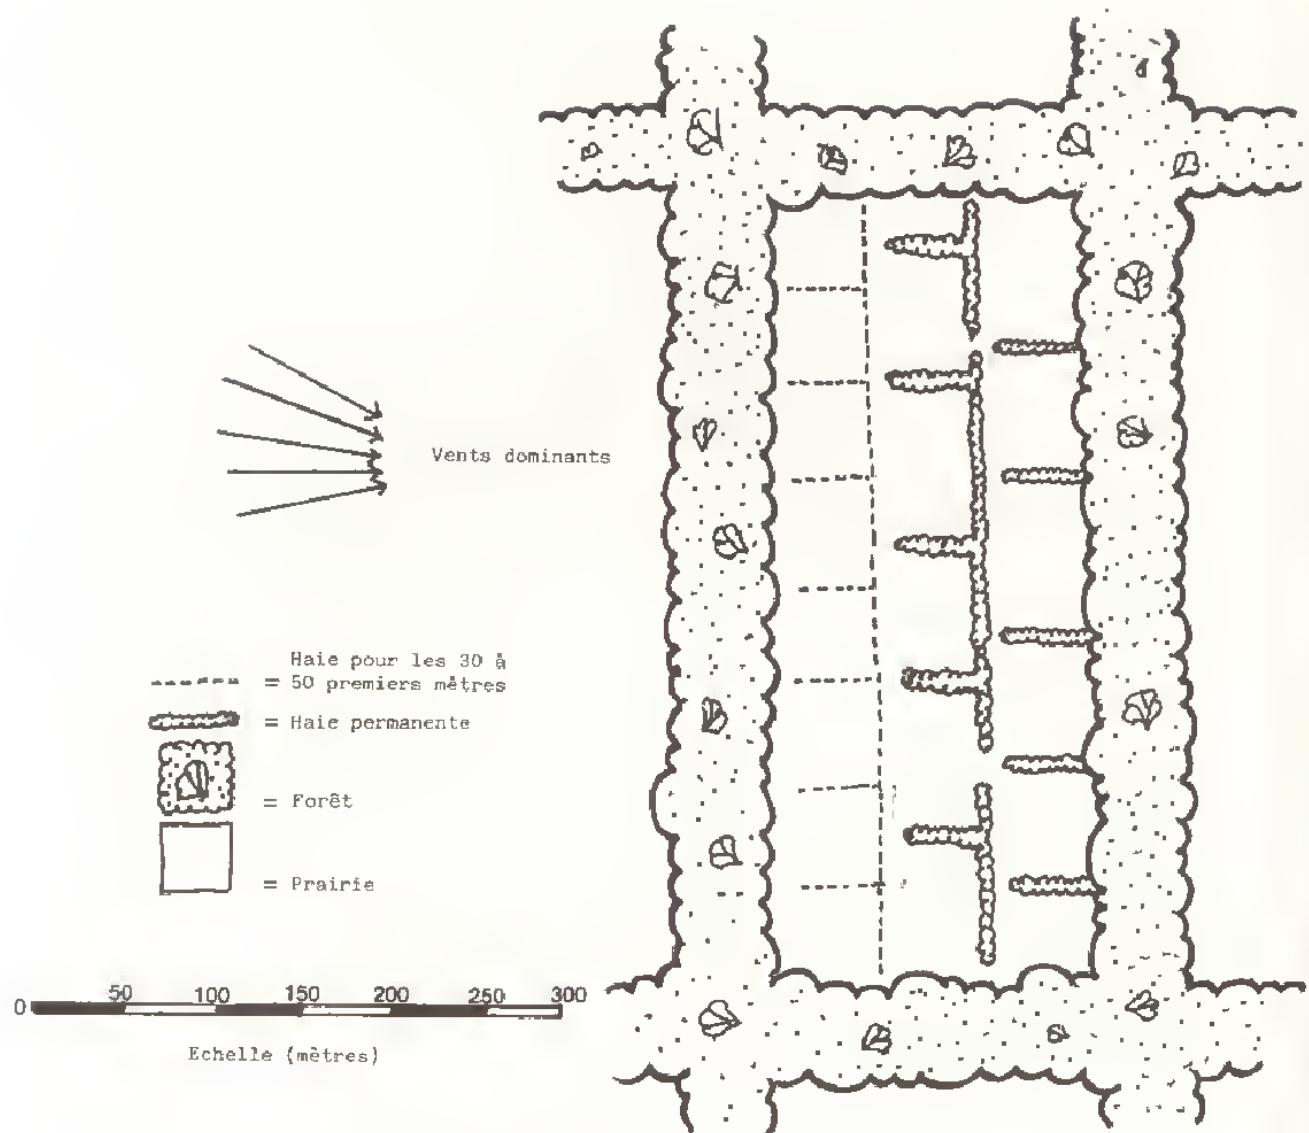 Vents dominants
Haie pour les 30 à
= 50 premiers mètres
= Haie permanente
= Forêt
= Prairie
0 50 100 150 200 250 300
Echelle (mètres)